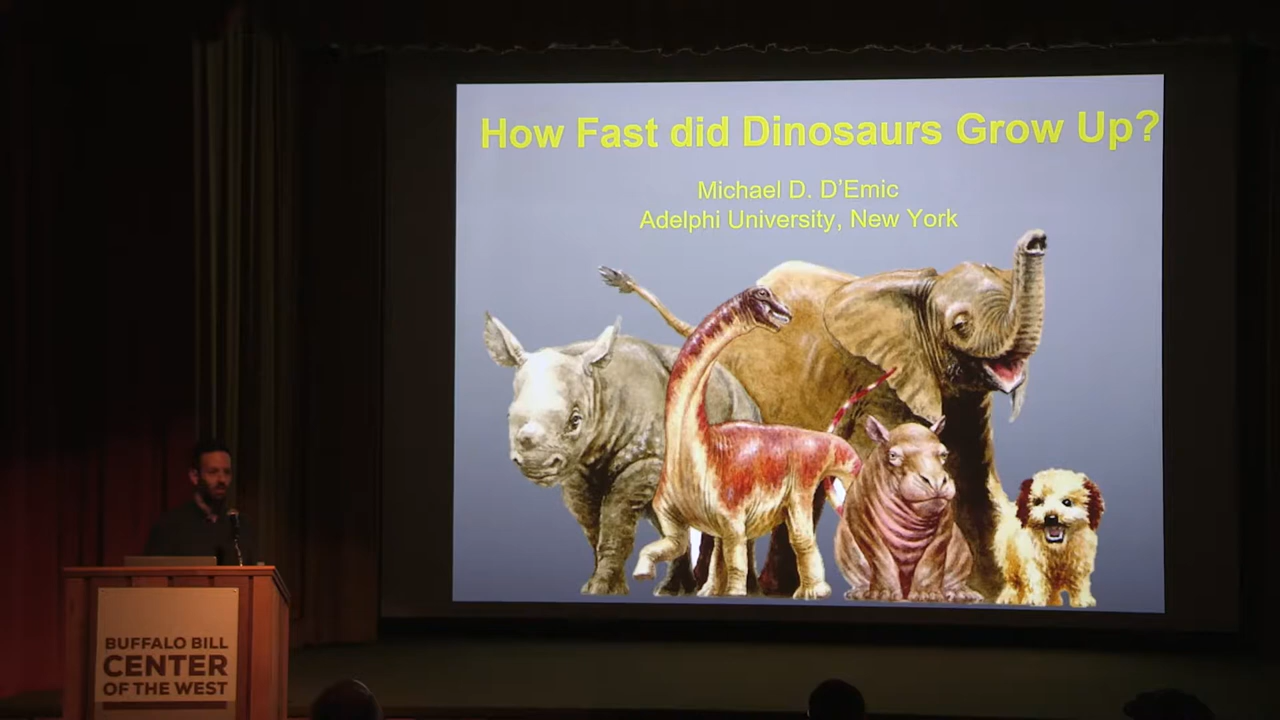 How Fast did Dinosaurs Grow Up?
Michael D. D'Emic
Adelphi University, New York
BUFFALO BILL
CENTER
OF THE WEST